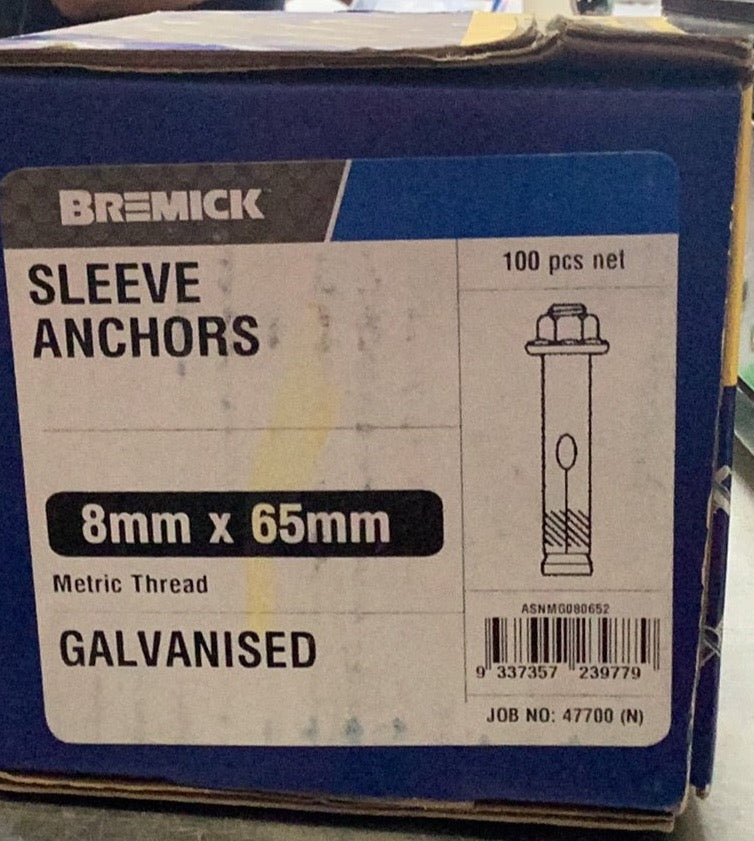 BREMICK
SLEEVE
ANCHORS
8mm x 65mm
Metric Thread
GALVANISED
100 pcs net
ASNMG080652
9 337357 239779
JOB NO: 47700 (N)